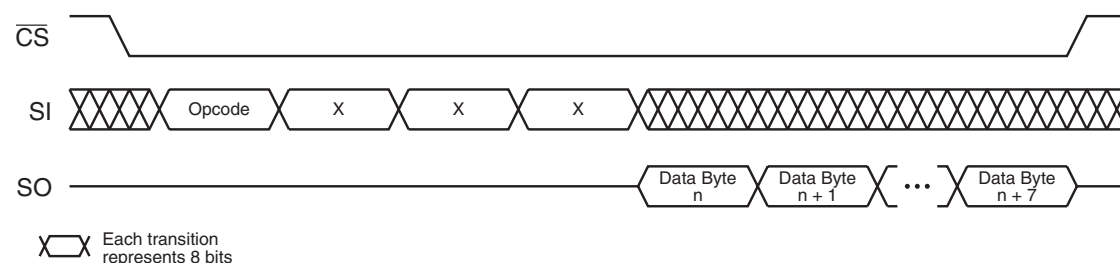 CS
SI
Opcode
X
X
X
SO
Data Byte
n
Data Byte
n + 1
•••
Data Byte
n + 7
Each transition
represents 8 bits